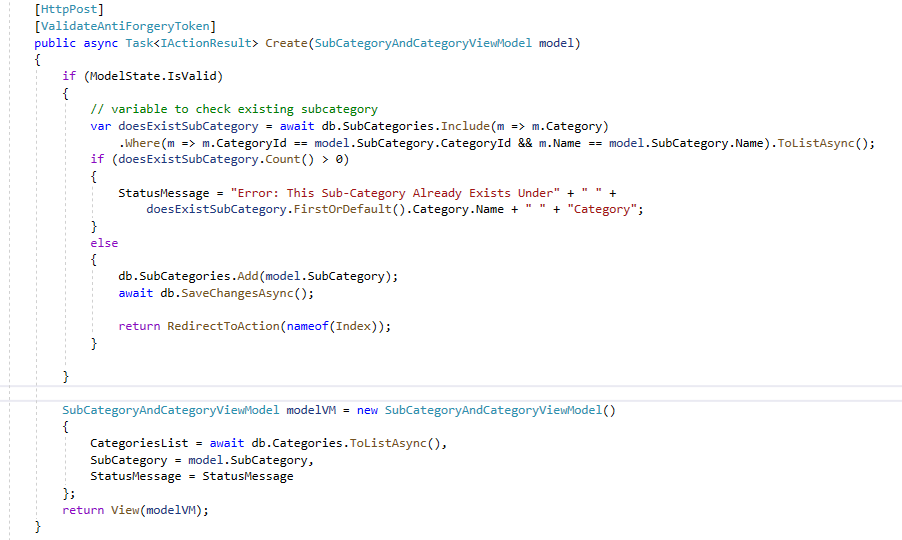 [HttpPost]
[ValidateAntiForgeryToken]
public async Task<IActionResult> Create(SubCategoryAndCategoryViewModel model)
{
if (ModelState.IsValid)
{
// variable to check existing subcategory
var doesExistSubCategory = await db.SubCategories.Include(m => m.Category)
.Where(m => m.CategoryId == model.SubCategory.CategoryId && m.Name == model.SubCategory.Name).ToListAsync();
if (doesExistSubCategory.Count() > 0)
{
StatusMessage = "Error: This Sub-Category Already Exists Under" + " " +
doesExistSubCategory.FirstOrDefault().Category.Name + " " + "Category";
}
else
{
db.SubCategories.Add(model.SubCategory);
await db.SaveChangesAsync();
return RedirectToAction(nameof(Index));
}
}
SubCategoryAndCategoryViewModel modelVM = new SubCategoryAndCategoryViewModel()
{
CategoriesList = await db.Categories.ToListAsync(),
SubCategory = model.SubCategory,
StatusMessage = StatusMessage
};
return View(modelVM);
}